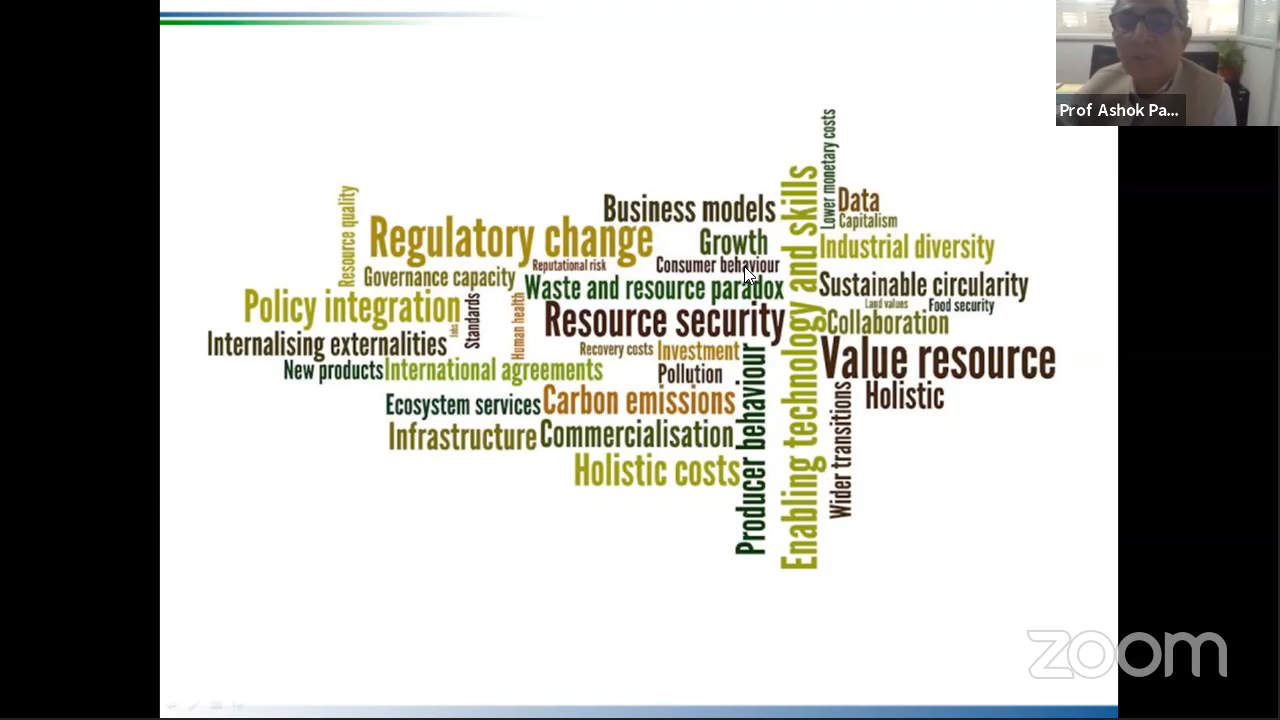 Prof Ashok Pa...
Lower monetary costs
Resource quality
Business models
Data
Capitalism
Regulatory change
Growth
Industrial diversity
Reputational risk
Consumer behaviour
Governance capacity
Waste and resource paradox
Sustainable circularity
Enabling technology and skills
Policy integration
Standards
Human health
Jobs
Resource security
Land values
Food security
Collaboration
Internalising externalities
Recovery costs
Investment
Value resource
New products
International agreements
Pollution
Holistic
Ecosystem services
Carbon emissions
Producer behaviour
Wider transitions
Infrastructure
Commercialisation
Holistic costs
zoom